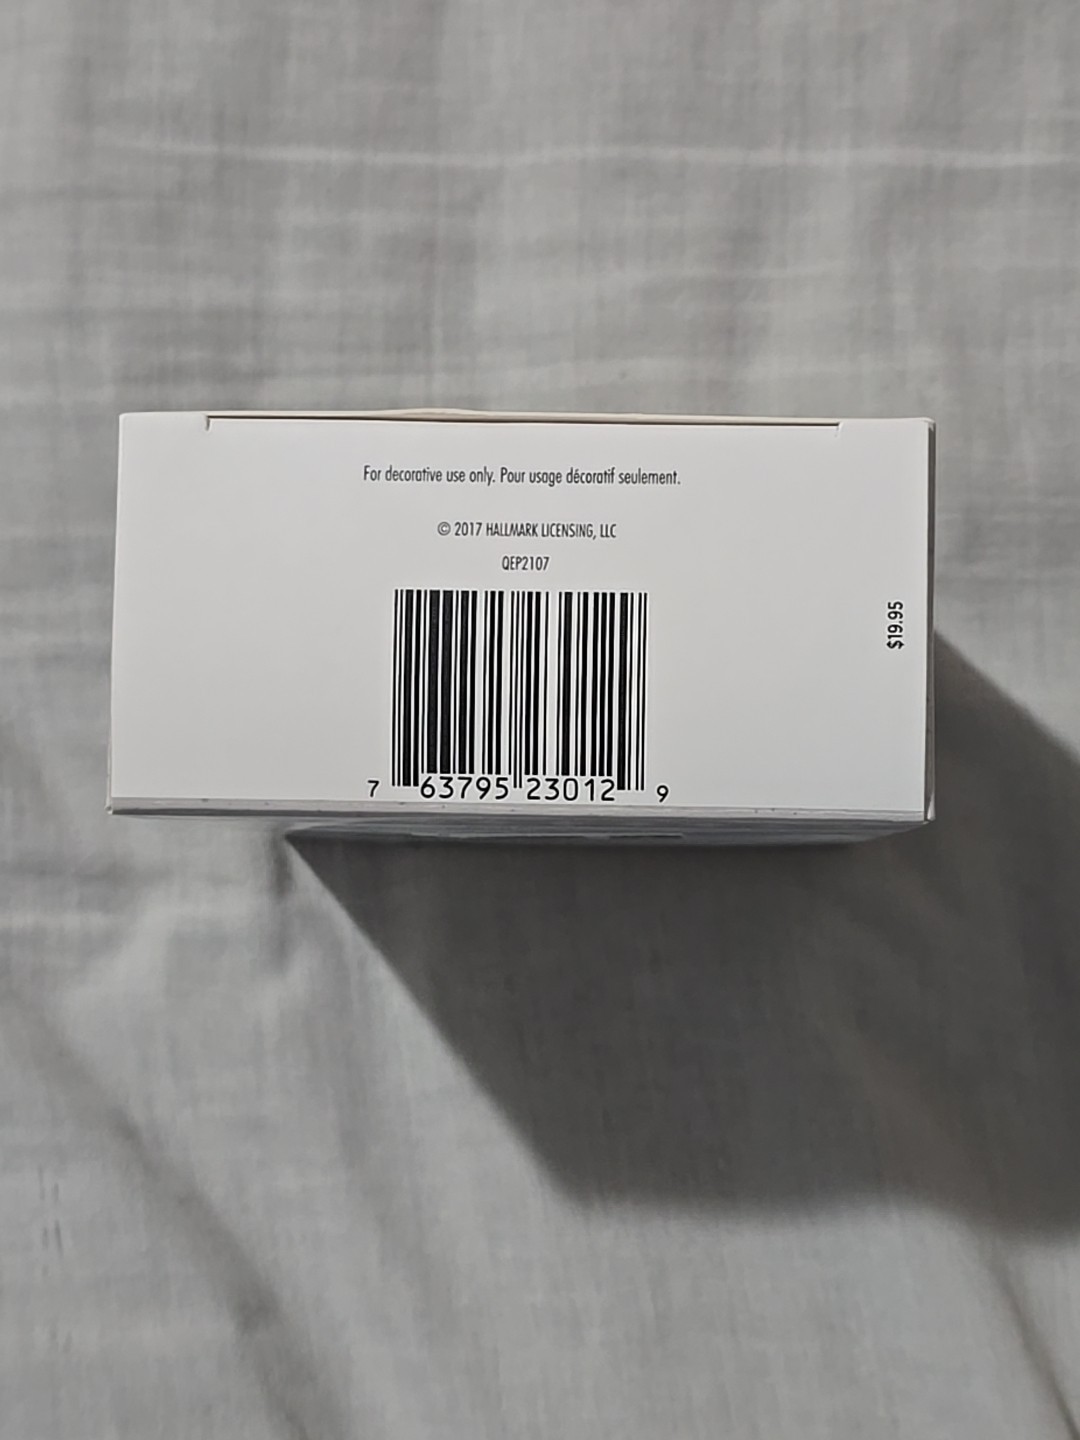 For decorative use only. Pour usage décoratif seulement.
© 2017 HALLMARK LICENSING, LLC
QEP2107
$19.95
7 63795 23012 9